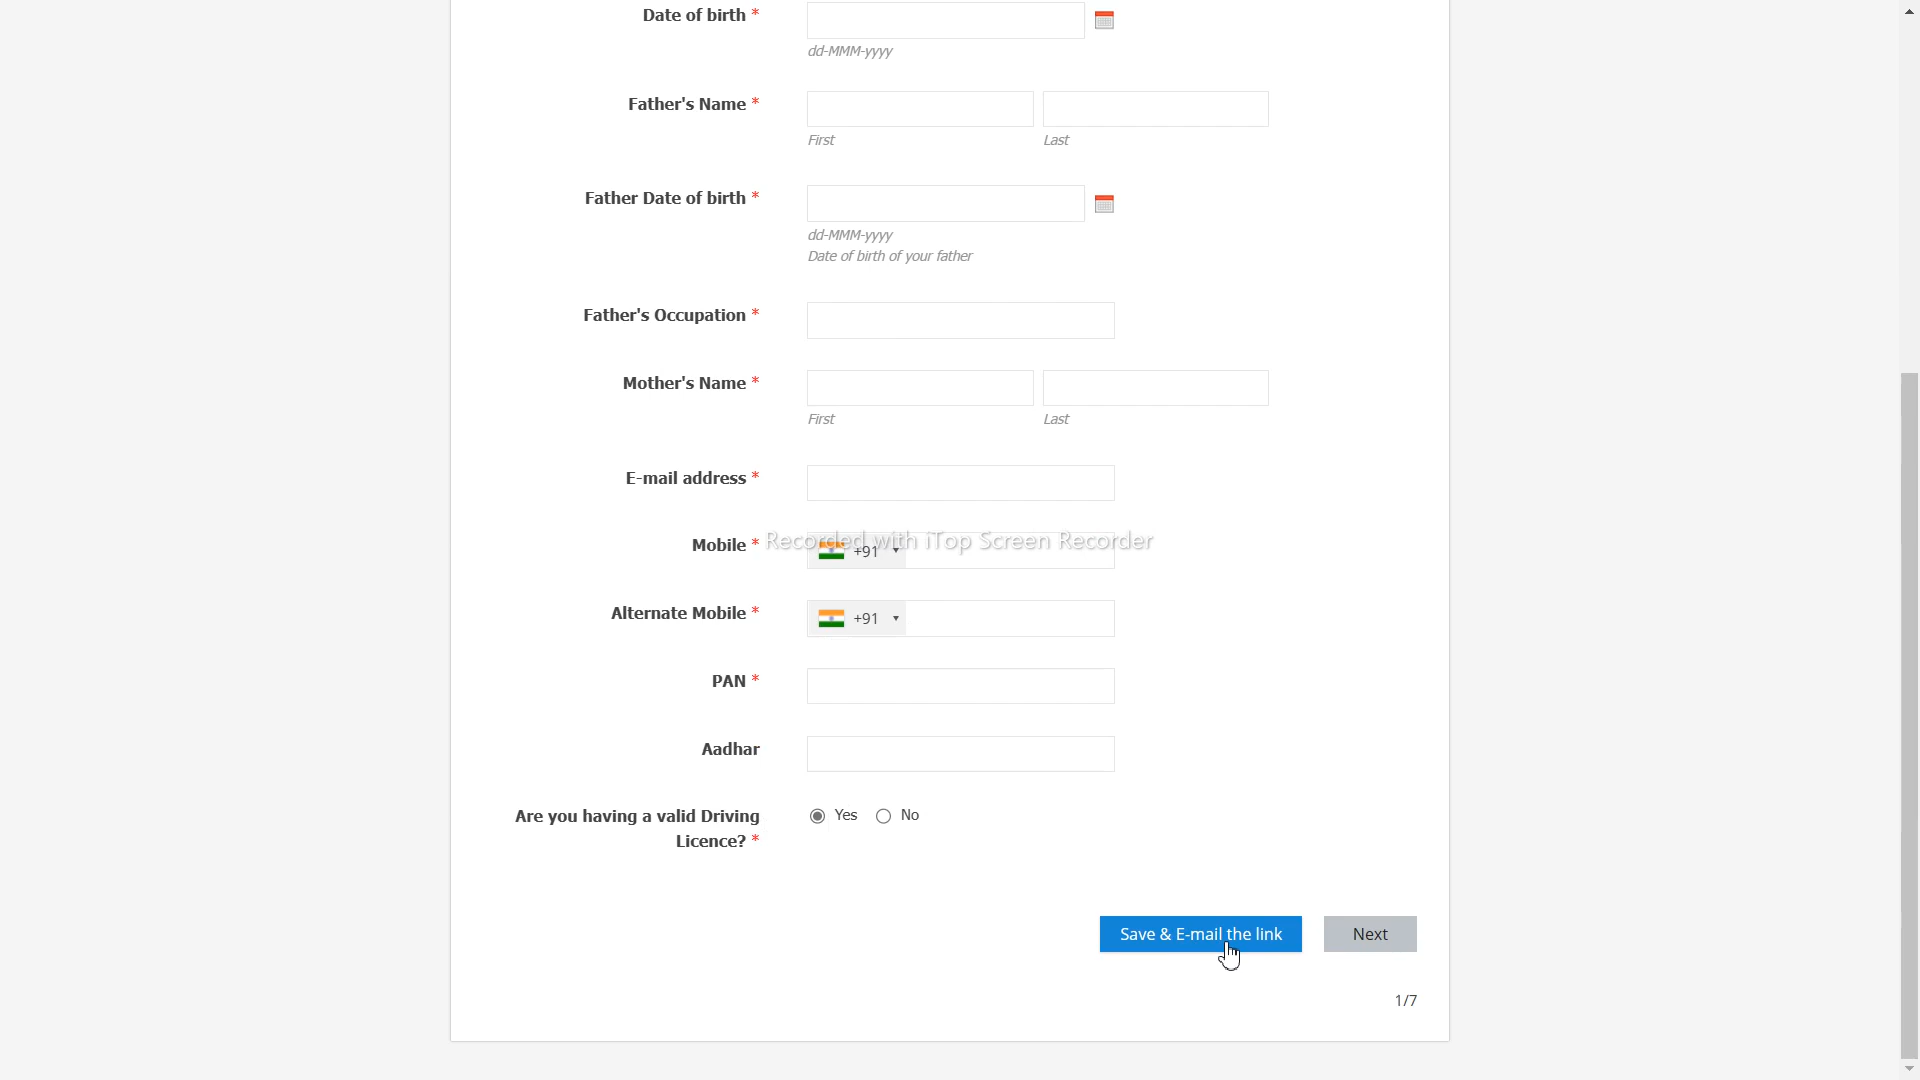 Date of birth *
dd-MMM-yyyy
Father's Name *
First Last
Father Date of birth *
dd-MMM-yyyy
Date of birth of your father
Father's Occupation *
Mother's Name *
First Last
E-mail address *
Recorded with iTop Screen Recorder
Mobile * +91
Alternate Mobile * +91
PAN *
Aadhar
Are you having a valid Driving Yes No
Licence? *
Save & E-mail the link Next
1/7